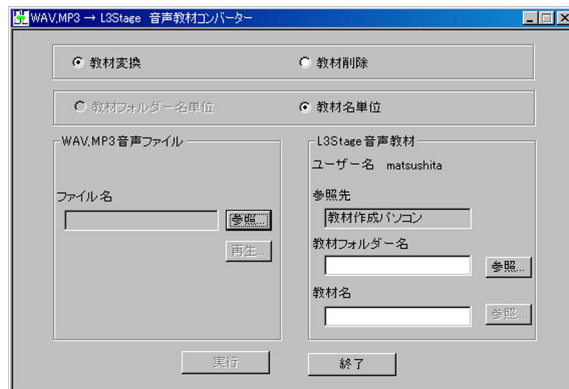 WAV,MP3 → L3Stage 音声教材コンバーター
教材変換 教材削除
教材フォルダー名単位 教材名単位
WAV,MP3音声ファイル
ファイル名
参照...
再生...
L3Stage音声教材
ユーザー名 matsushita
参照先
教材作成パソコン
教材フォルダー名
参照...
教材名
参照...
実行 終了